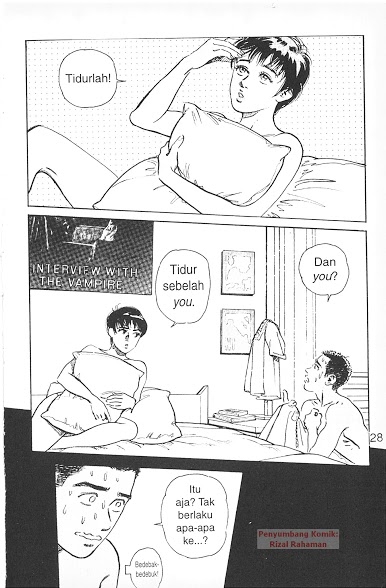 Tidurlah!
INTERVIEW WITH
THE VAMPIRE
Tidur
sebelah
you.
Dan
you?
28
Itu
aja? Tak
berlaku
apa-apa
ke...?
Bedebak-
bedebuk!
Penyumbang Komik:
Rizal Rahaman